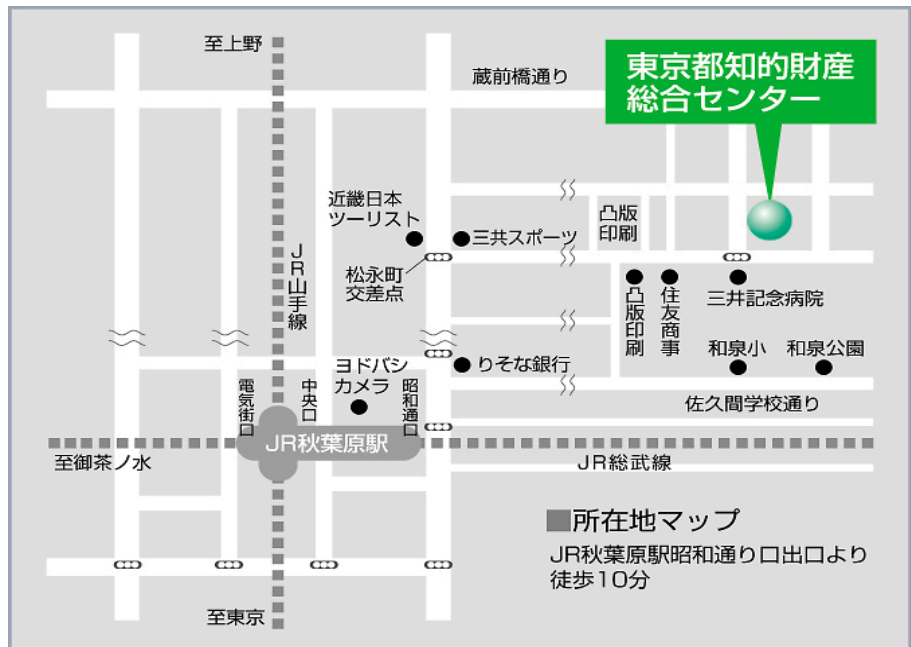 至上野
蔵前橋通り
東京都知的財産
総合センター
近畿日本
ツーリスト
三共スポーツ
凸版
印刷
JR山手線
松永町
交差点
凸版印刷
住友商事
三井記念病院
ヨドバシ
カメラ
りそな銀行
和泉小
和泉公園
電気街口
中央口
昭和通口
佐久間学校通り
JR秋葉原駅
至御茶ノ水
JR総武線
■所在地マップ
JR秋葉原駅昭和通り口出口より
徒歩10分
至東京